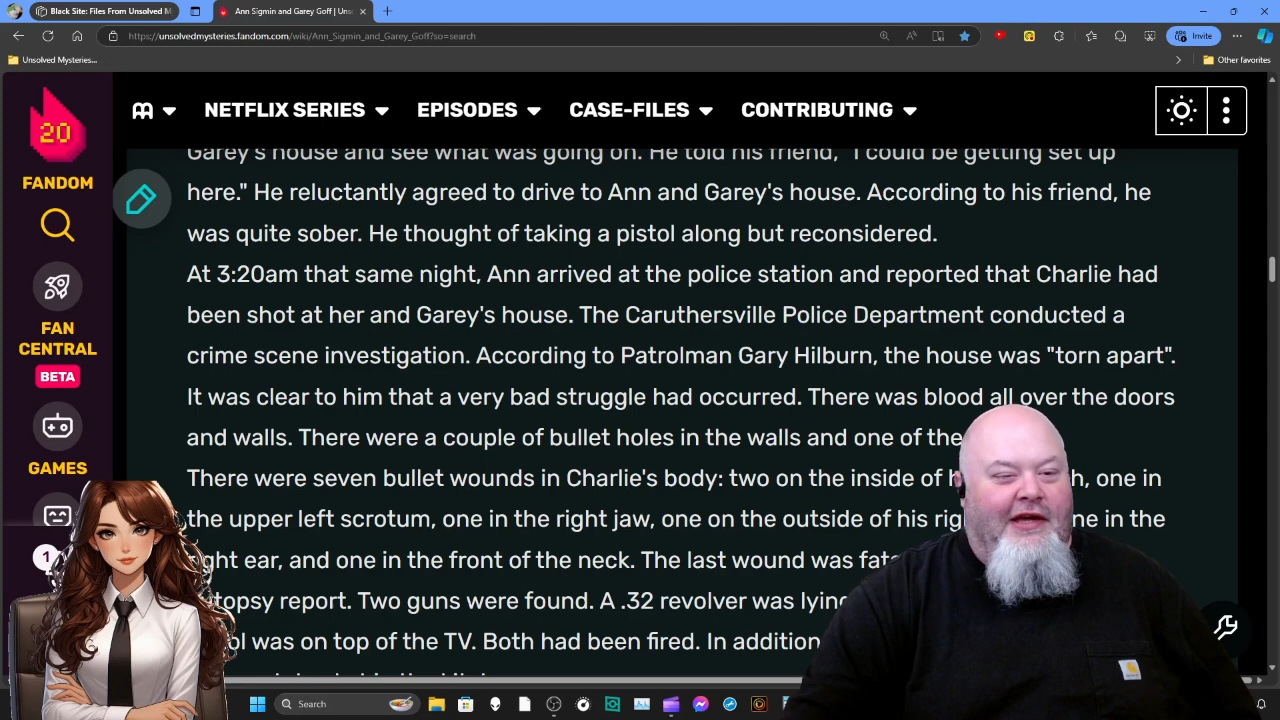 Black Site: Files From Unsolved M
Ann Sigmin and Garey Goff | Uns
https://unsolvedmysteries.fandom.com/wiki/Ann_Sigmin_and_Garey_Goff?so=search
Invite
Unsolved Mysteries...
Other favorites
20
FANDOM
FAN
CENTRAL
BETA
GAMES
1
NETFLIX SERIES
EPISODES
CASE-FILES
CONTRIBUTING
Garey's house and see what was going on. He told his friend, "I could be getting set up
here." He reluctantly agreed to drive to Ann and Garey's house. According to his friend, he
was quite sober. He thought of taking a pistol along but reconsidered.
At 3:20am that same night, Ann arrived at the police station and reported that Charlie had
been shot at her and Garey's house. The Caruthersville Police Department conducted a
crime scene investigation. According to Patrolman Gary Hilburn, the house was "torn apart".
It was clear to him that a very bad struggle had occurred. There was blood all over the doors
and walls. There were a couple of bullet holes in the walls and one of the
There were seven bullet wounds in Charlie's body: two on the inside of one in
the upper left scrotum, one in the right jaw, one on the outside of his in the
ear, and one in the front of the neck. The last wound was
report. Two guns were found. A .32 revolver was
was on top of the TV. Both had been fired. In addition
Search